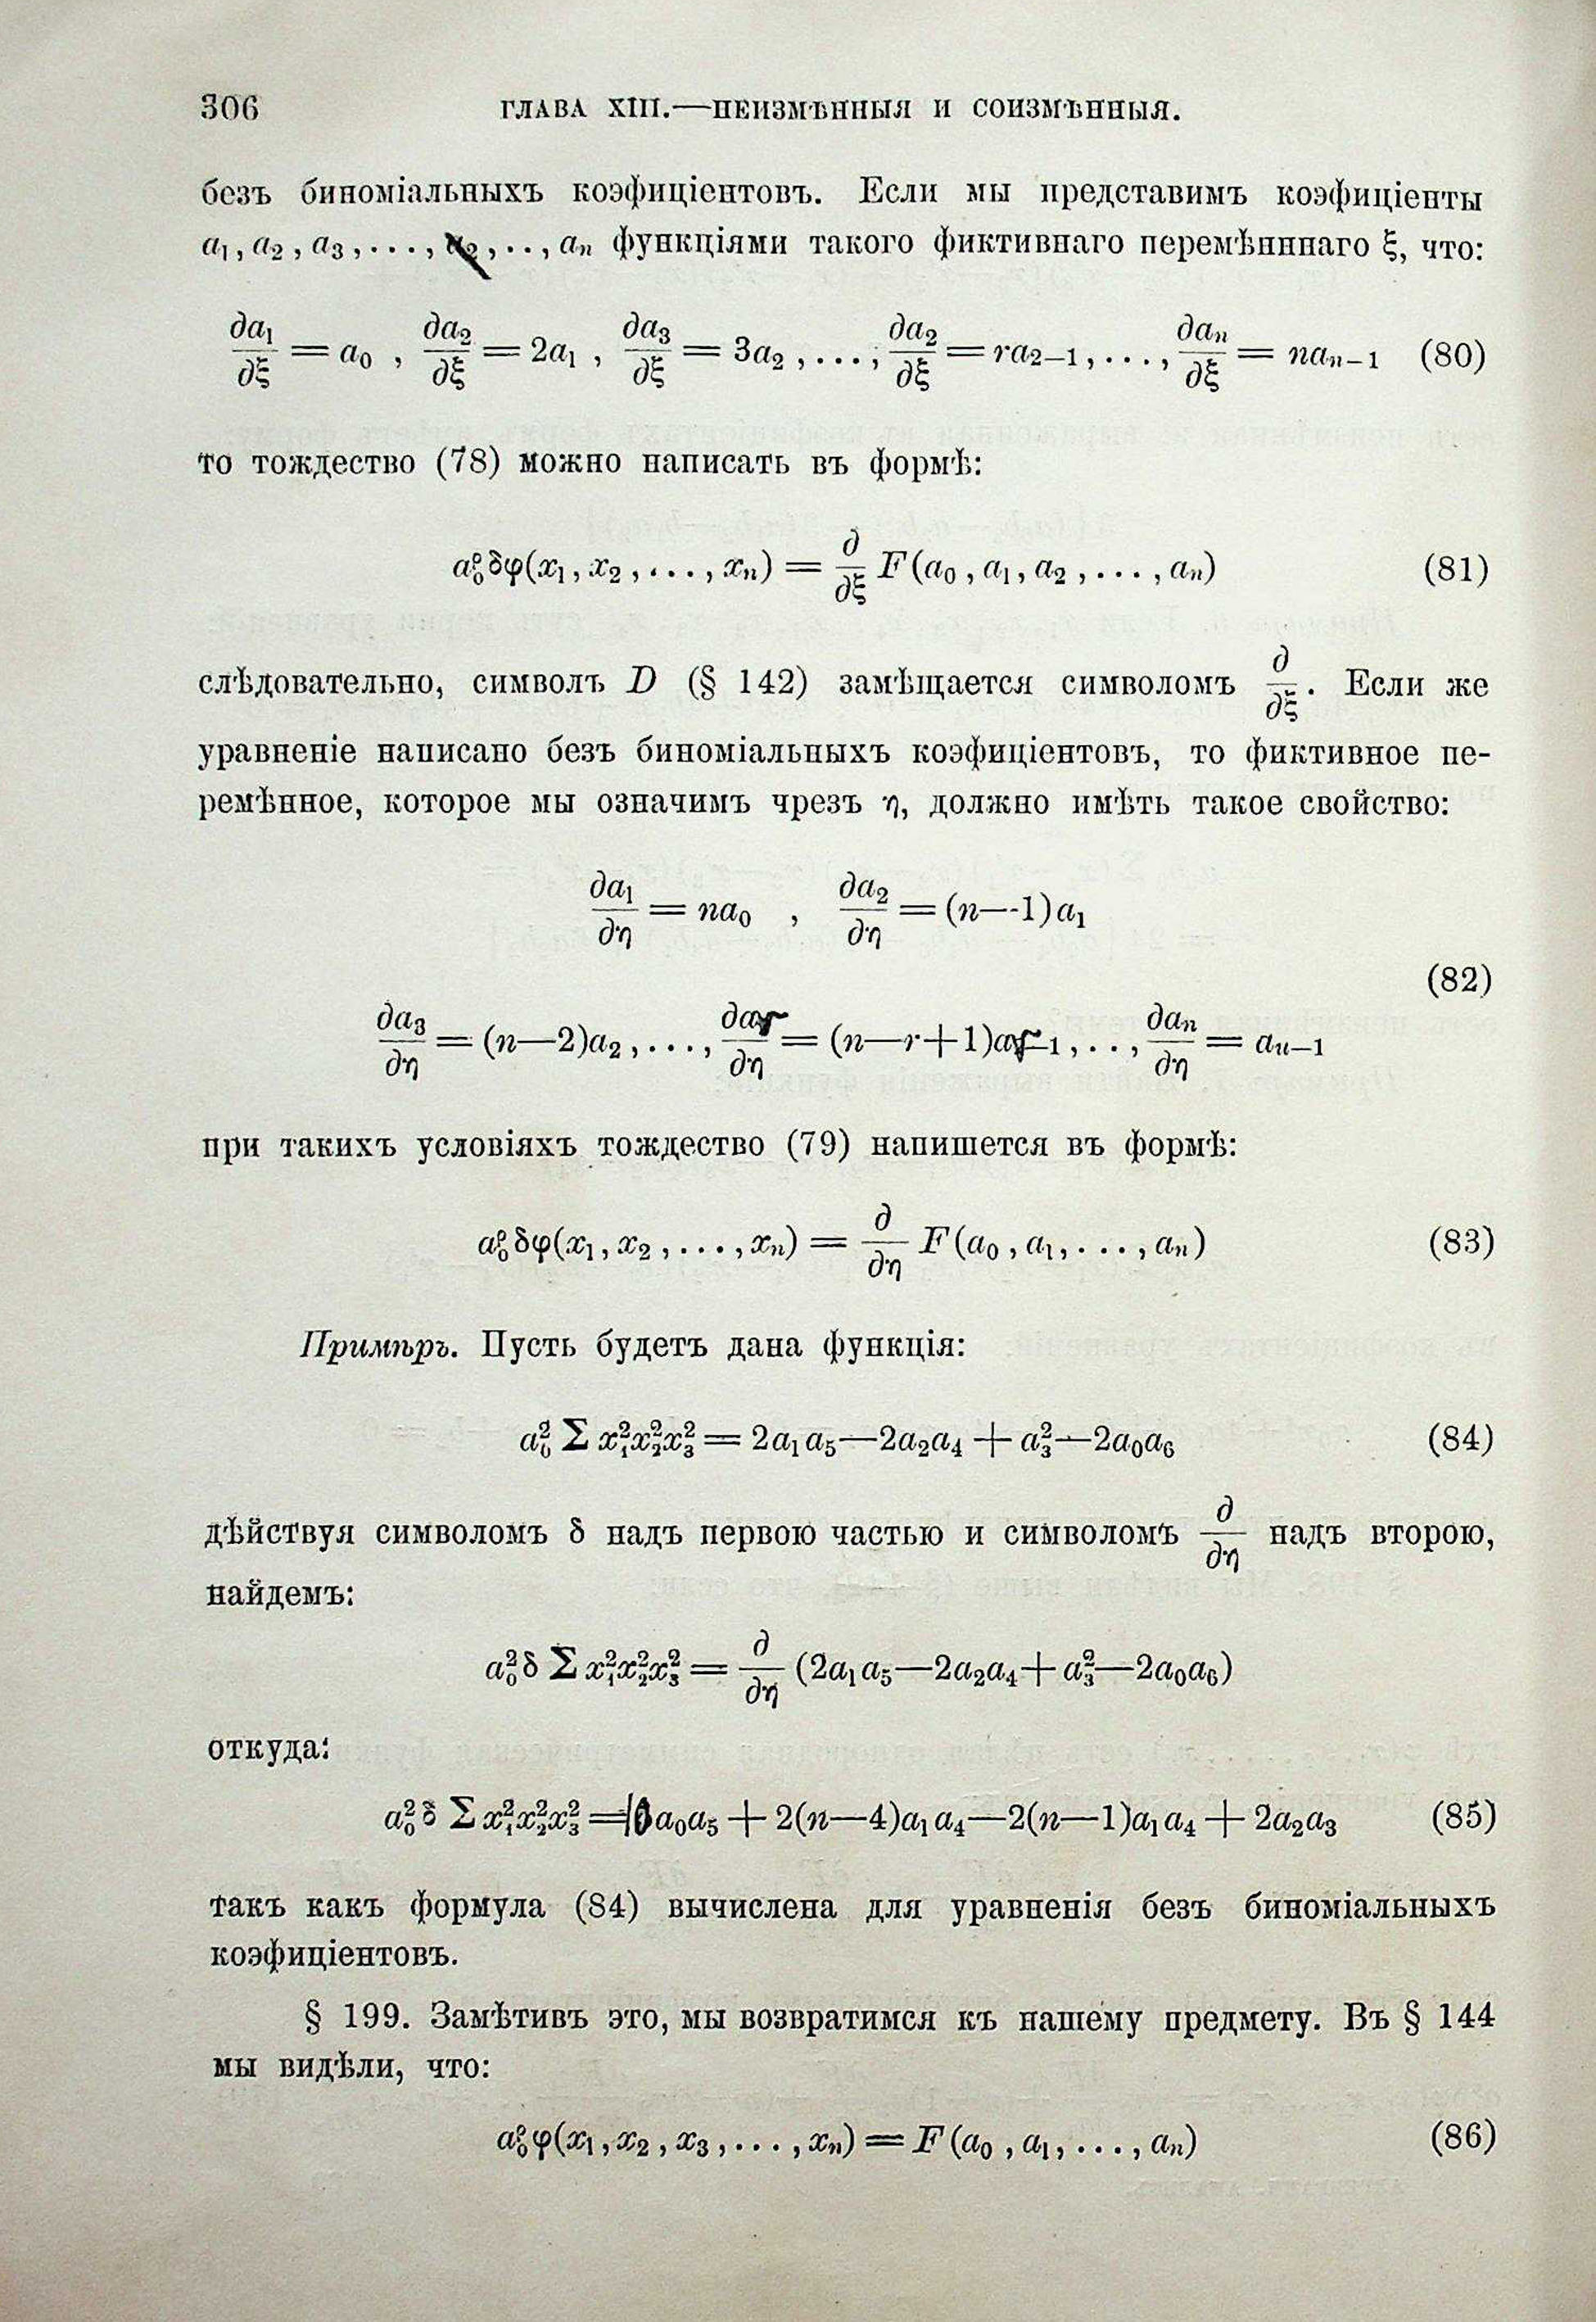 306 ГЛАВА XIII.—НЕИЗМѢННЫЯ И СОИЗМѢННЫЯ.
безъ биноміальныхъ коэфиціентовъ. Если мы представимъ коэфиціенты
a₁, a₂, a₃, . . . , , . . , aₙ функціями такого фиктивнаго перемѣнннаго ξ, что:
∂a₁/∂ξ = a₀ , ∂a₂/∂ξ = 2a₁ , ∂a₃/∂ξ = 3a₂ , . . . , ∂a₂/∂ξ = ra₂₋₁ , . . . , ∂aₙ/∂ξ = naₙ₋₁ (80)
то тождество (78) можно написать въ формѣ:
a₀^ρ δφ(x₁, x₂, . . . , xₙ) = ∂/∂ξ F(a₀, a₁, a₂, . . . , aₙ) (81)
слѣдовательно, символъ D (§ 142) замѣщается символомъ ∂/∂ξ. Если же
уравненіе написано безъ биноміальныхъ коэфиціентовъ, то фиктивное пе-
ремѣнное, которое мы означимъ чрезъ η, должно имѣть такое свойство:
∂a₁/∂η = na₀ , ∂a₂/∂η = (n—1)a₁
(82)
∂a₃/∂η = (n—2)a₂ , . . . , ∂aᵣ/∂η = (n—r+1)aᵣ₋₁ , . . , ∂aₙ/∂η = aₙ₋₁
при такихъ условіяхъ тождество (79) напишется въ формѣ:
a₀^ρ δφ(x₁, x₂, . . . , xₙ) = ∂/∂η F(a₀, a₁, . . . , aₙ) (83)
Примѣръ. Пусть будетъ дана функція:
a₀² Σ x₁²x₂²x₃² = 2a₁a₅—2a₂a₄ + a₃²—2a₀a₆ (84)
дѣйствуя символомъ δ надъ первою частью и символомъ ∂/∂η надъ второю,
найдемъ:
a₀²δ Σ x₁²x₂²x₃² = ∂/∂η (2a₁a₅—2a₂a₄ + a₃²—2a₀a₆)
откуда:
a₀²δ Σ x₁²x₂²x₃² = 10a₀a₅ + 2(n—4)a₁a₄—2(n—1)a₁a₄ + 2a₂a₃ (85)
такъ какъ формула (84) вычислена для уравненія безъ биноміальныхъ
коэфиціентовъ.
§ 199. Замѣтивъ это, мы возвратимся къ нашему предмету. Въ § 144
мы видѣли, что:
a₀^ρ φ(x₁, x₂, x₃, . . . , xₙ) = F(a₀, a₁, . . . , aₙ) (86)